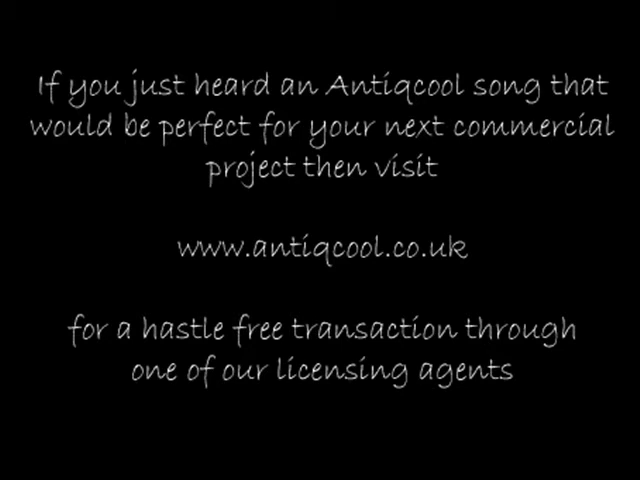 If you just heard an Antiqcool song that
would be perfect for your next commercial
project then visit
www.antiqcool.co.uk
for a hastle free transaction through
one of our licensing agents